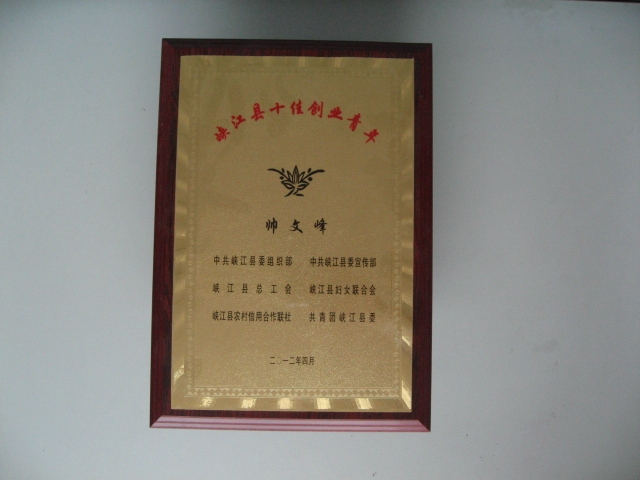 峡江县十佳创业青年
帅文峰
中共峡江县委组织部 中共峡江县委宣传部
峡江县总工会 峡江县妇女联合会
峡江县农村信用合作联社 共青团峡江县委
二〇一二年四月